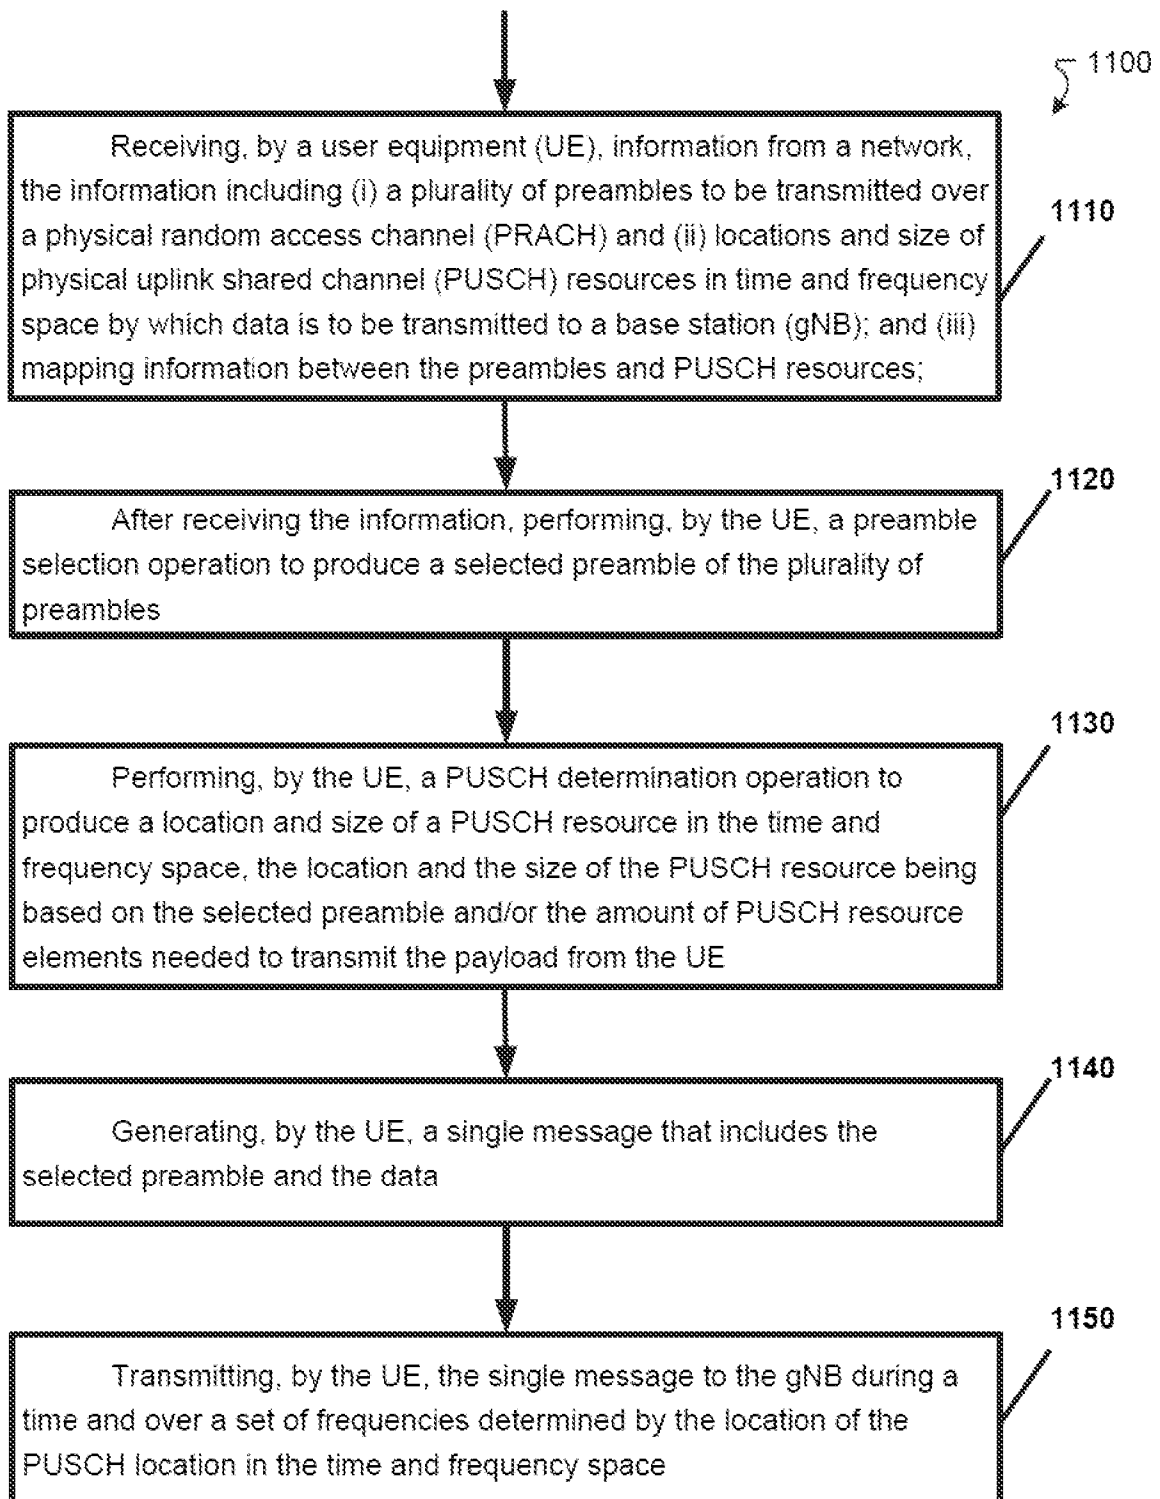 1100
Receiving, by a user equipment (UE), information from a network,
the information including (i) a plurality of preambles to be transmitted over
a physical random access channel (PRACH) and (ii) locations and size of
physical uplink shared channel (PUSCH) resources in time and frequency
space by which data is to be transmitted to a base station (gNB); and (iii)
mapping information between the preambles and PUSCH resources;
1110
1120
After receiving the information, performing, by the UE, a preamble
selection operation to produce a selected preamble of the plurality of
preambles
1130
Performing, by the UE, a PUSCH determination operation to
produce a location and size of a PUSCH resource in the time and
frequency space, the location and the size of the PUSCH resource being
based on the selected preamble and/or the amount of PUSCH resource
elements needed to transmit the payload from the UE
1140
Generating, by the UE, a single message that includes the
selected preamble and the data
1150
Transmitting, by the UE, the single message to the gNB during a
time and over a set of frequencies determined by the location of the
PUSCH location in the time and frequency space